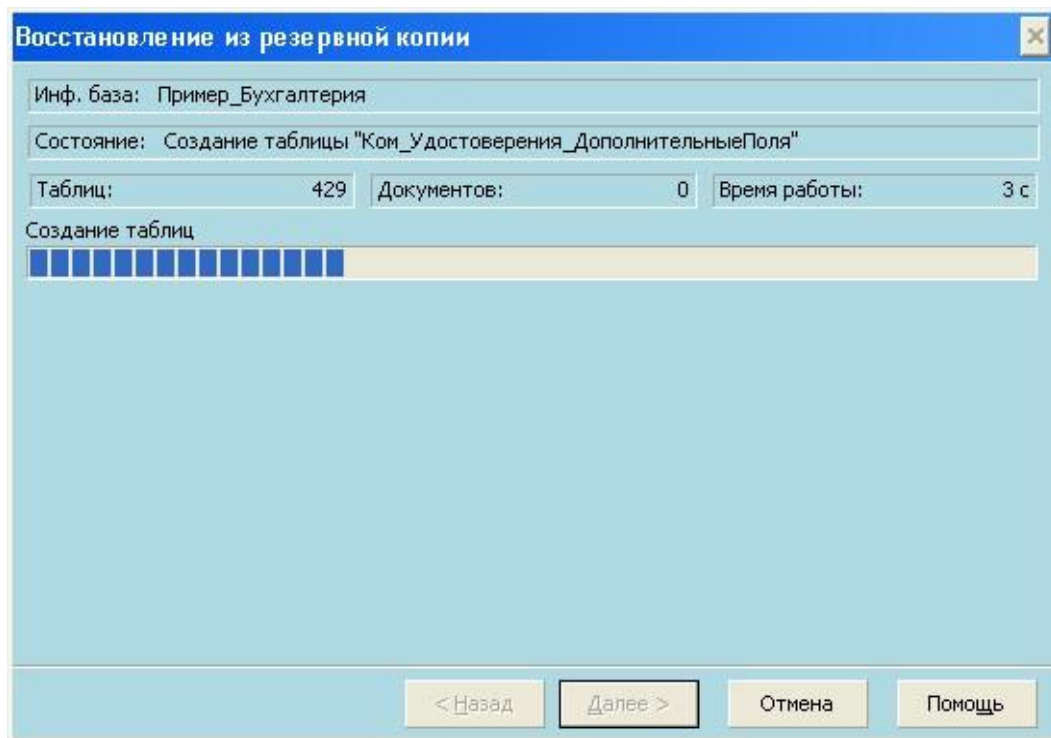 Восстановление из резервной копии
Инф. база: Пример_Бухгалтерия
Состояние: Создание таблицы "Ком_Удостоверения_ДополнительныеПоля"
Таблиц: 429 Документов: 0 Время работы: 3 с
Создание таблиц
< Назад Далее > Отмена Помощь